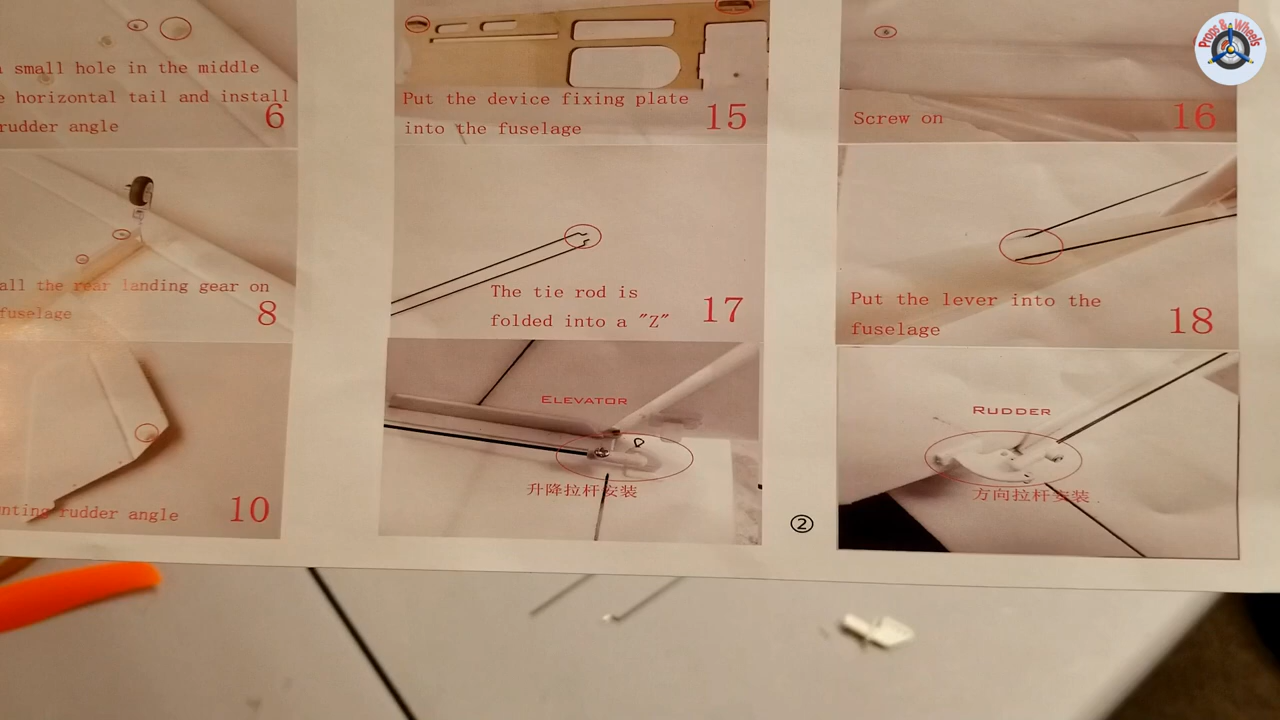 small hole in the middle
horizontal tail and install
rudder angle
6
Put the device fixing plate
into the fuselage
15
Screw on
16
all the rear landing gear on
fuselage
8
The tie rod is
folded into a "Z"
17
Put the lever into the
fuselage
18
nting rudder angle
10
ELEVATOR
升降拉杆安装
②
RUDDER
方向拉杆安装
Props & Wheels